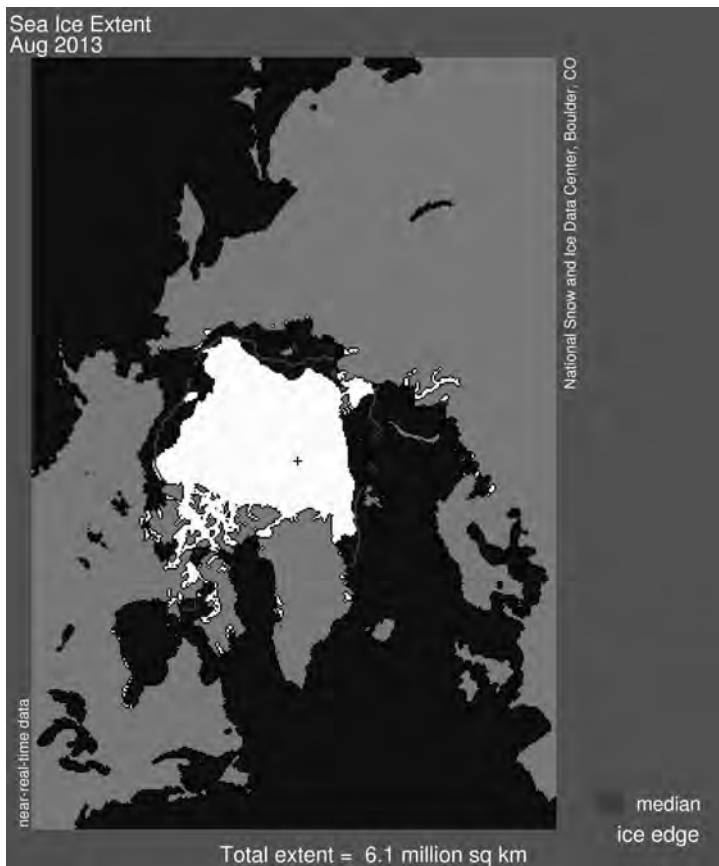 Sea Ice Extent
Aug 2013
National Snow and Ice Data Center, Boulder, CO
near-real-time data
median
ice edge
Total extent = 6.1 million sq km